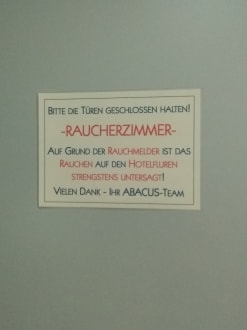 BITTE DIE TÜREN GESCHLOSSEN HALTEN!
-RAUCHERZIMMER-
AUF GRUND DER RAUCHMELDER IST DAS
RAUCHEN AUF DEN HOTELFLUREN
STRENGSTENS UNTERSAGT!
VIELEN DANK - IHR ABACUS-TEAM